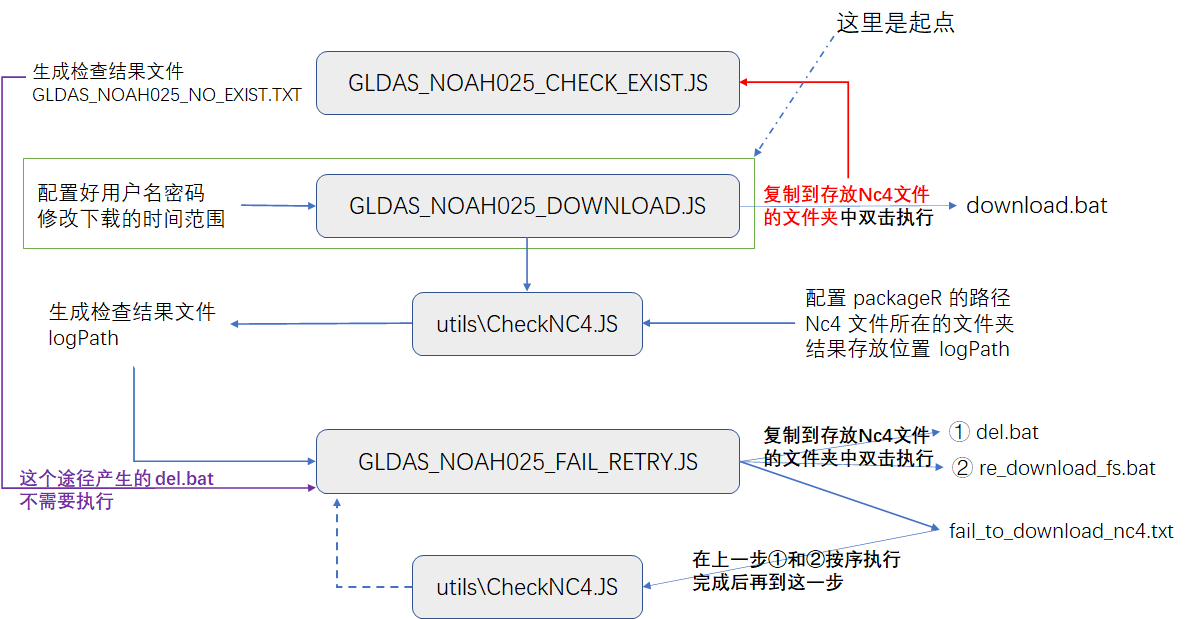 这里是起点
生成检查结果文件
GLDAS_NOAH025_NO_EXIST.TXT
GLDAS_NOAH025_CHECK_EXIST.JS
配置好用户名密码
修改下载的时间范围
GLDAS_NOAH025_DOWNLOAD.JS
复制到存放Nc4文件
的文件夹中双击执行
download.bat
生成检查结果文件
logPath
utils\CheckNC4.JS
配置 packageR 的路径
Nc4 文件所在的文件夹
结果存放位置 logPath
这个途径产生的 del.bat
不需要执行
GLDAS_NOAH025_FAIL_RETRY.JS
复制到存放Nc4文件
的文件夹中双击执行
① del.bat
② re_download_fs.bat
fail_to_download_nc4.txt
在上一步①和②按序执行
完成后再到这一步
utils\CheckNC4.JS